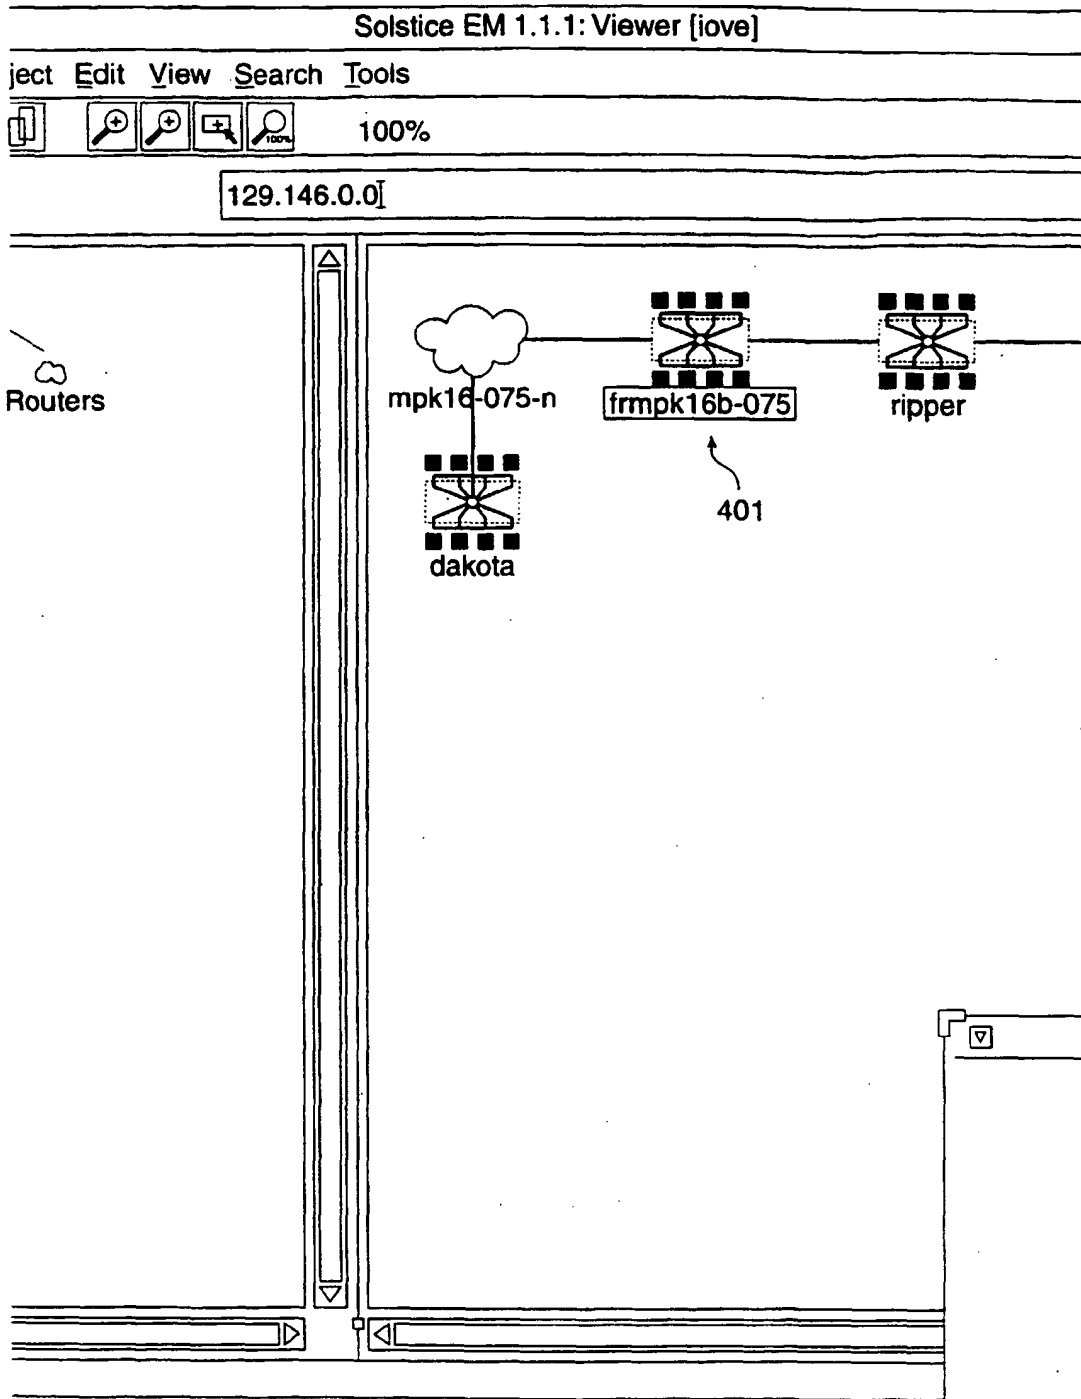 Solstice EM 1.1.1: Viewer [iove]
ject Edit View Search Tools
100%
100%
129.146.0.0
Routers
mpk16-075-n
frmpk16b-075
ripper
401
dakota